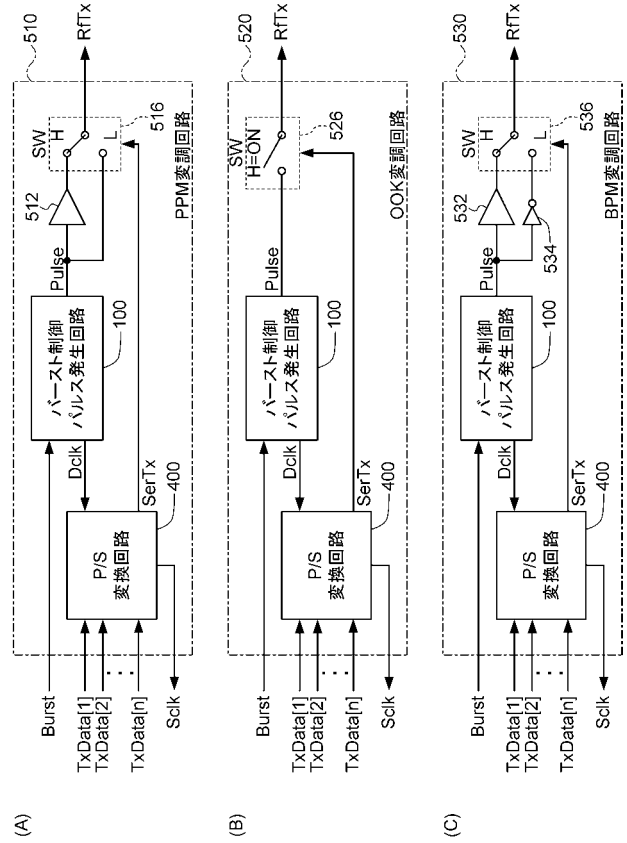 (A)
Burst
TxData[1]
TxData[2]
TxData[n]
Sclk
P/S
変換回路
400
Dclk
SerTx
バースト制御
パルス発生回路
100
Pulse
512
SW
H
L
516
PPM変調回路
510
RfTx
(B)
Burst
TxData[1]
TxData[2]
TxData[n]
Sclk
P/S
変換回路
400
Dclk
SerTx
バースト制御
パルス発生回路
100
Pulse
SW
H=ON
526
OOK変調回路
520
RfTx
(C)
Burst
TxData[1]
TxData[2]
TxData[n]
Sclk
P/S
変換回路
400
Dclk
SerTx
バースト制御
パルス発生回路
100
Pulse
532
534
SW
H
L
536
BPM変調回路
530
RfTx